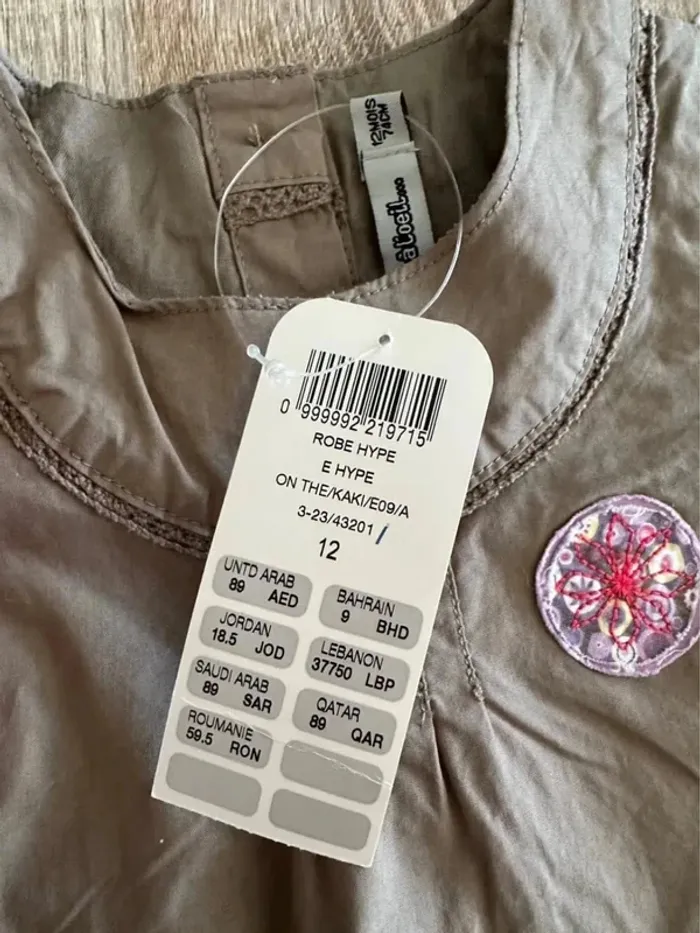 12MOIS
74CM
àtoeil...
0 999992 219715
ROBE HYPE
E HYPE
ON THE/KAKI/E09/A
3-23/43201
12
UNTD ARAB
89 AED
BAHRAIN
9 BHD
JORDAN
18.5 JOD
LEBANON
37750 LBP
SAUDI ARAB
89 SAR
QATAR
89 QAR
ROUMANIE
59.5 RON